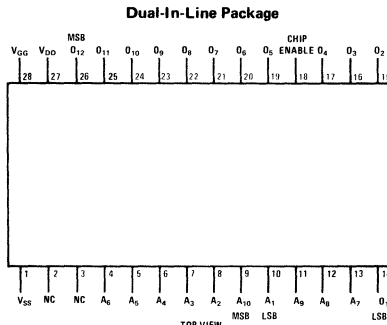 Dual-In-Line Package
MSB CHIP
VGG VDD O12 O11 O10 O9 O8 O7 O6 O5 ENABLE O4 O3 O2
28 27 26 25 24 23 22 21 20 19 18 17 16 15
1 2 3 4 5 6 7 8 9 10 11 12 13 14
VSS NC NC A6 A5 A4 A3 A2 A10 A1 A9 A8 A7 O1
MSB LSB LSB
TOP VIEW